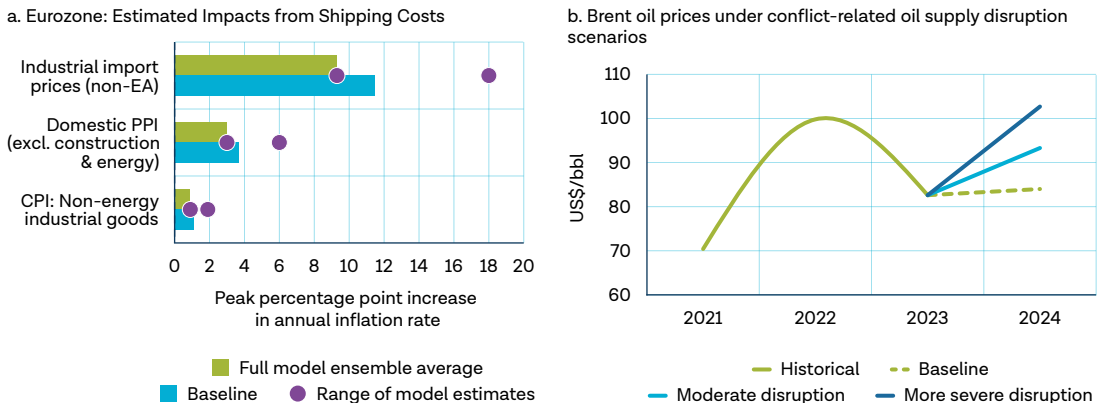 a. Eurozone: Estimated Impacts from Shipping Costs
Industrial import
prices (non-EA)
Domestic PPI
(excl. construction
& energy)
CPI: Non-energy
industrial goods
0 2 4 6 8 10 12 14 16 18 20
Peak percentage point increase
in annual inflation rate
Full model ensemble average
Baseline
Range of model estimates
b. Brent oil prices under conflict-related oil supply disruption
scenarios
US$/bbl
110
100
90
80
70
60
2021 2022 2023 2024
Historical
Baseline
Moderate disruption
More severe disruption